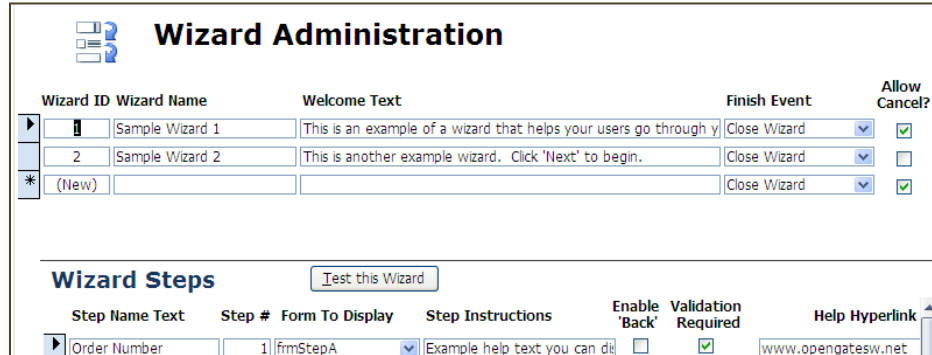 Wizard Administration
Allow
Wizard ID Wizard Name Welcome Text Finish Event Cancel?
1 Sample Wizard 1 This is an example of a wizard that helps your users go through y Close Wizard
2 Sample Wizard 2 This is another example wizard. Click 'Next' to begin. Close Wizard
* (New) Close Wizard
Wizard Steps Test this Wizard
Enable Validation
Step Name Text Step # Form To Display Step Instructions 'Back' Required Help Hyperlink
Order Number 1 frmStepA Example help text you can dis www.opengatesw.net